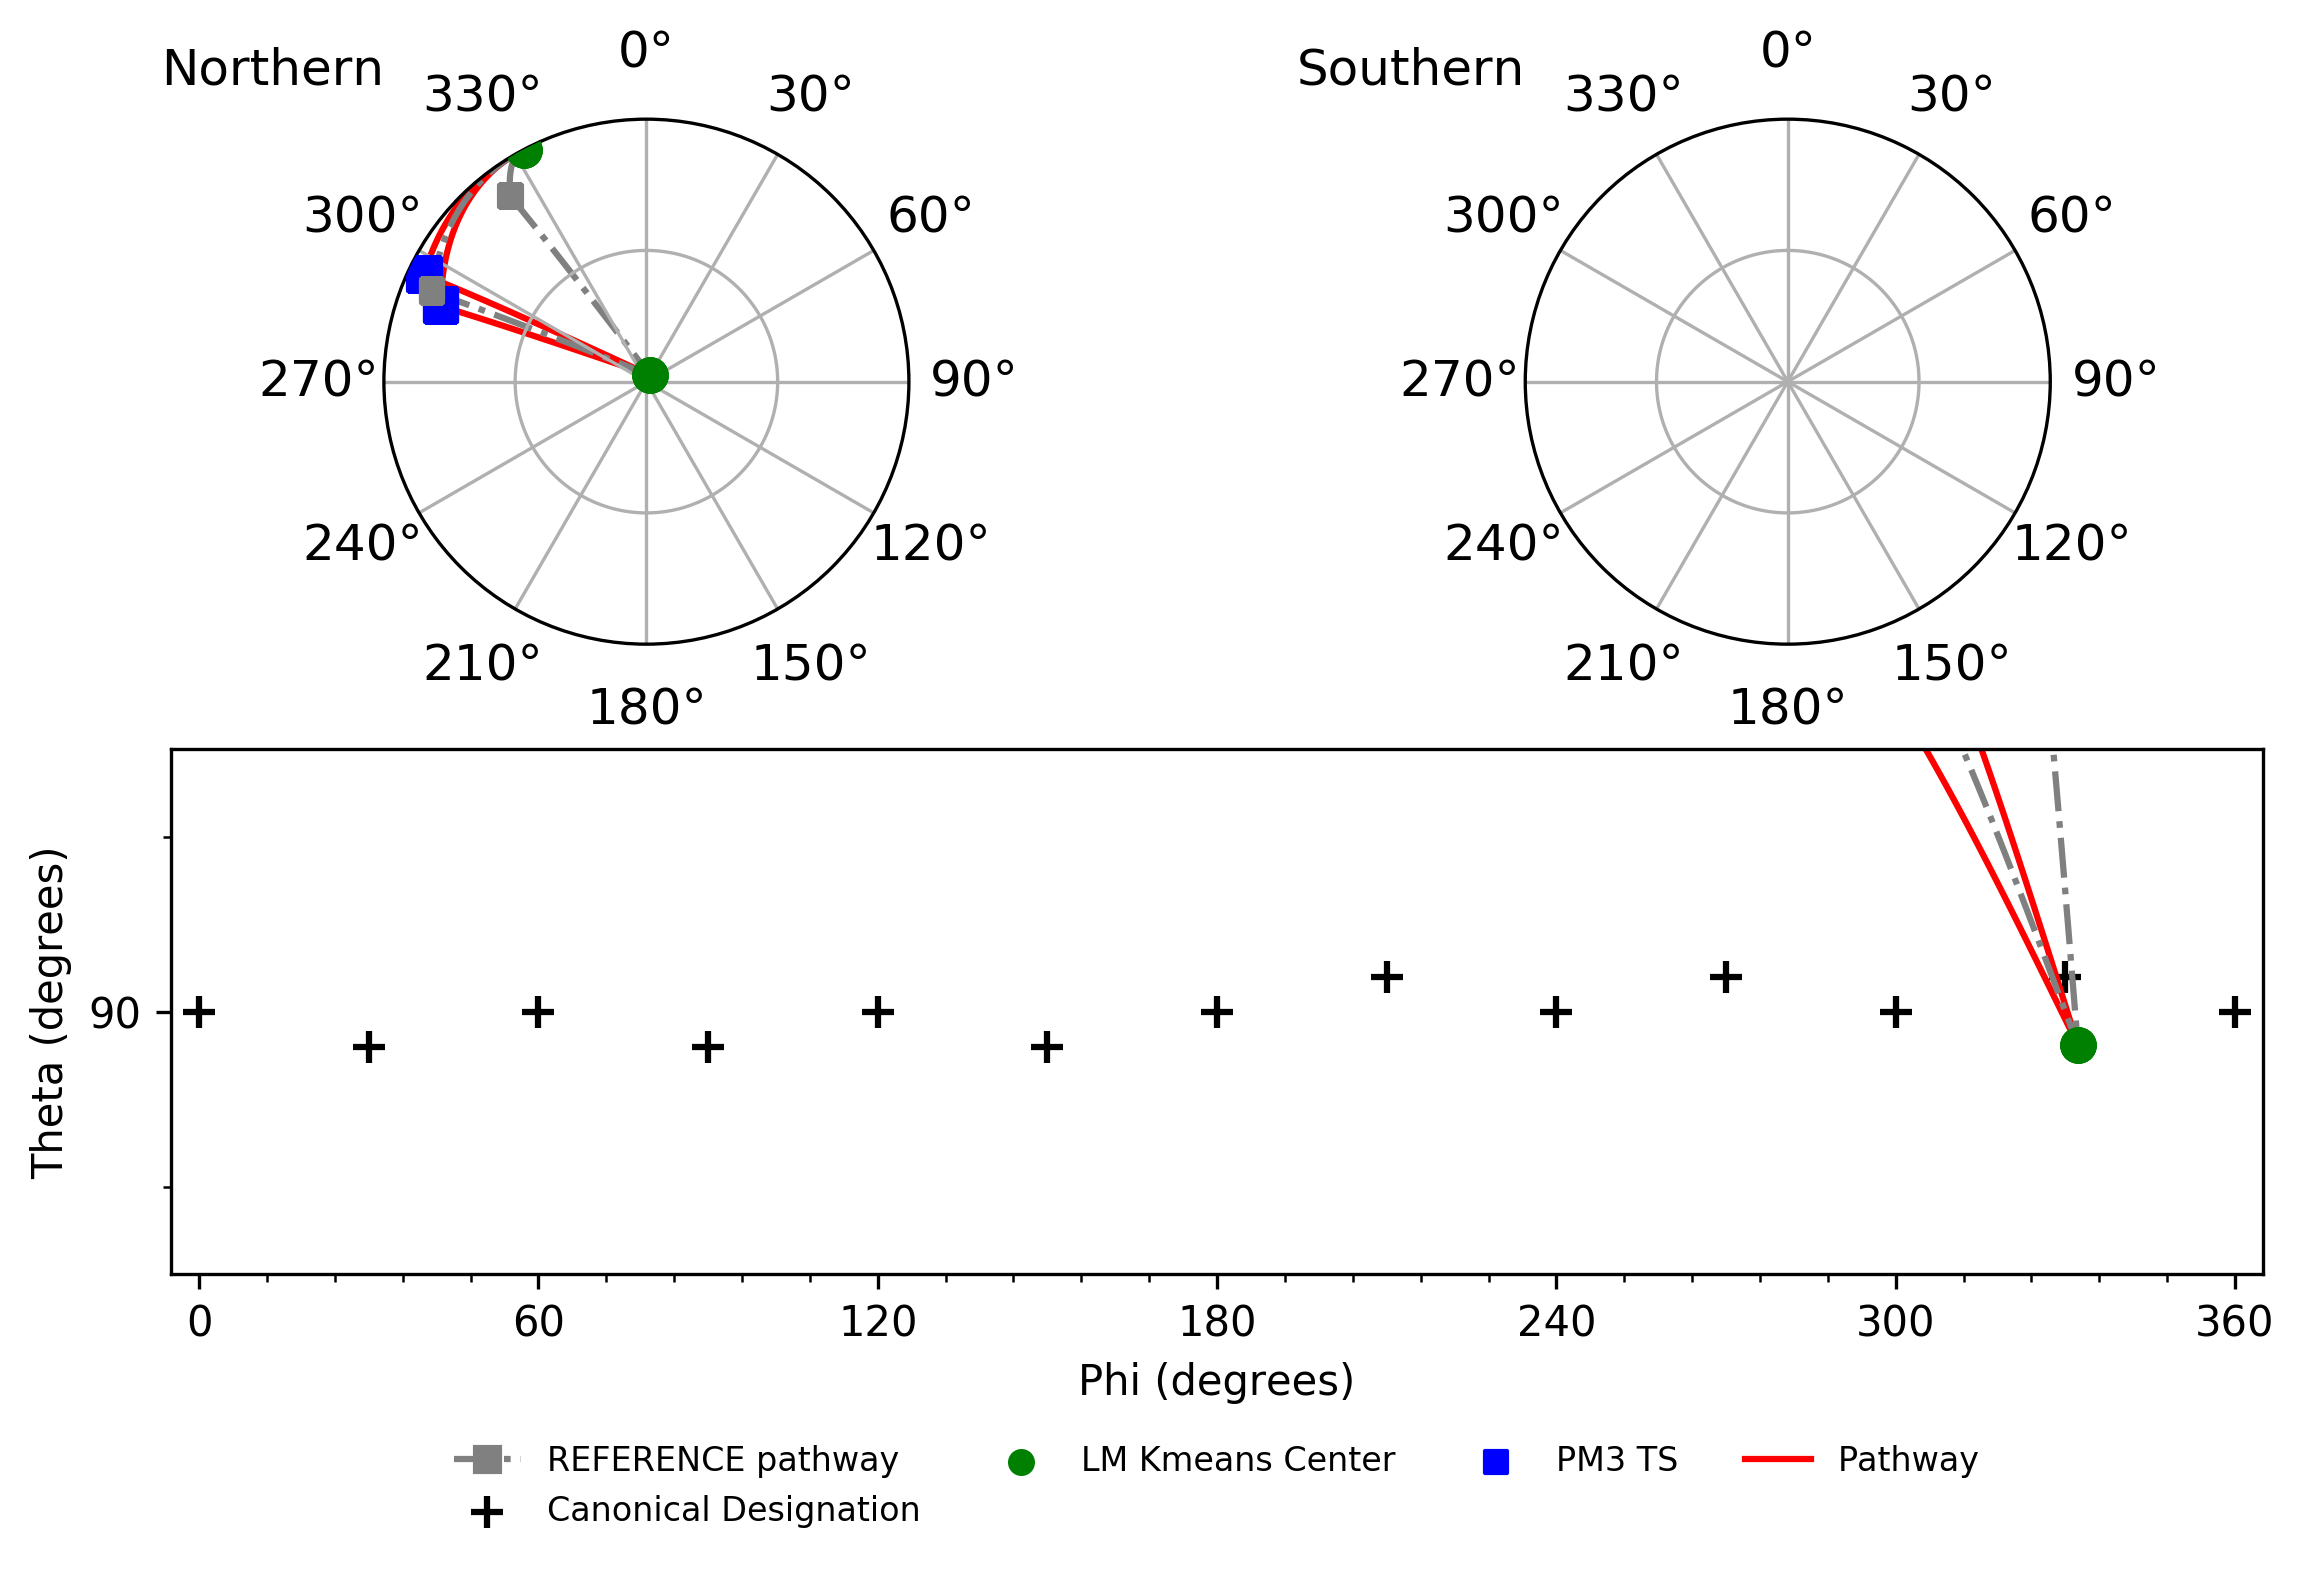 Northern
0°
30°
60°
90°
120°
150°
180°
210°
240°
270°
300°
330°
Southern
0°
30°
60°
90°
120°
150°
180°
210°
240°
270°
300°
330°
Theta (degrees)
90
0 60 120 180 240 300 360
Phi (degrees)
REFERENCE pathway
Canonical Designation
LM Kmeans Center
PM3 TS
Pathway